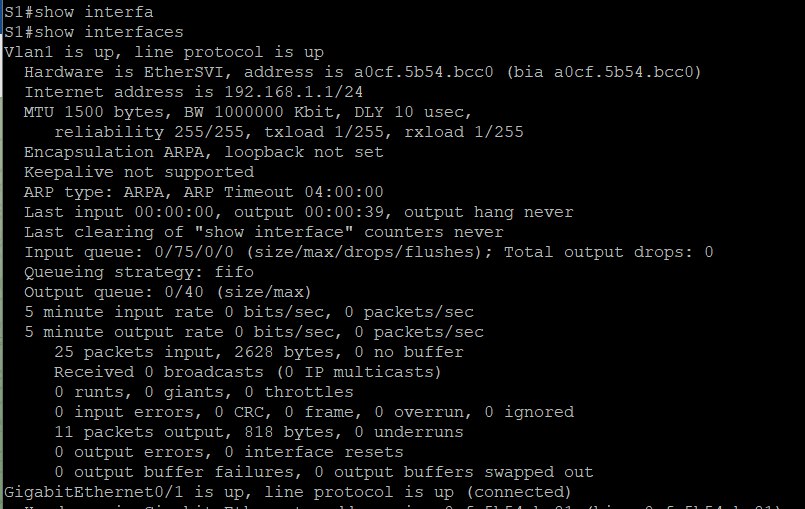 S1#show interfa
S1#show interfaces
Vlan1 is up, line protocol is up
Hardware is EtherSVI, address is a0cf.5b54.bcc0 (bia a0cf.5b54.bcc0)
Internet address is 192.168.1.1/24
MTU 1500 bytes, BW 1000000 Kbit, DLY 10 usec,
reliability 255/255, txload 1/255, rxload 1/255
Encapsulation ARPA, loopback not set
Keepalive not supported
ARP type: ARPA, ARP Timeout 04:00:00
Last input 00:00:00, output 00:00:39, output hang never
Last clearing of "show interface" counters never
Input queue: 0/75/0/0 (size/max/drops/flushes); Total output drops: 0
Queueing strategy: fifo
Output queue: 0/40 (size/max)
5 minute input rate 0 bits/sec, 0 packets/sec
5 minute output rate 0 bits/sec, 0 packets/sec
25 packets input, 2628 bytes, 0 no buffer
Received 0 broadcasts (0 IP multicasts)
0 runts, 0 giants, 0 throttles
0 input errors, 0 CRC, 0 frame, 0 overrun, 0 ignored
11 packets output, 818 bytes, 0 underruns
0 output errors, 0 interface resets
0 output buffer failures, 0 output buffers swapped out
GigabitEthernet0/1 is up, line protocol is up (connected)